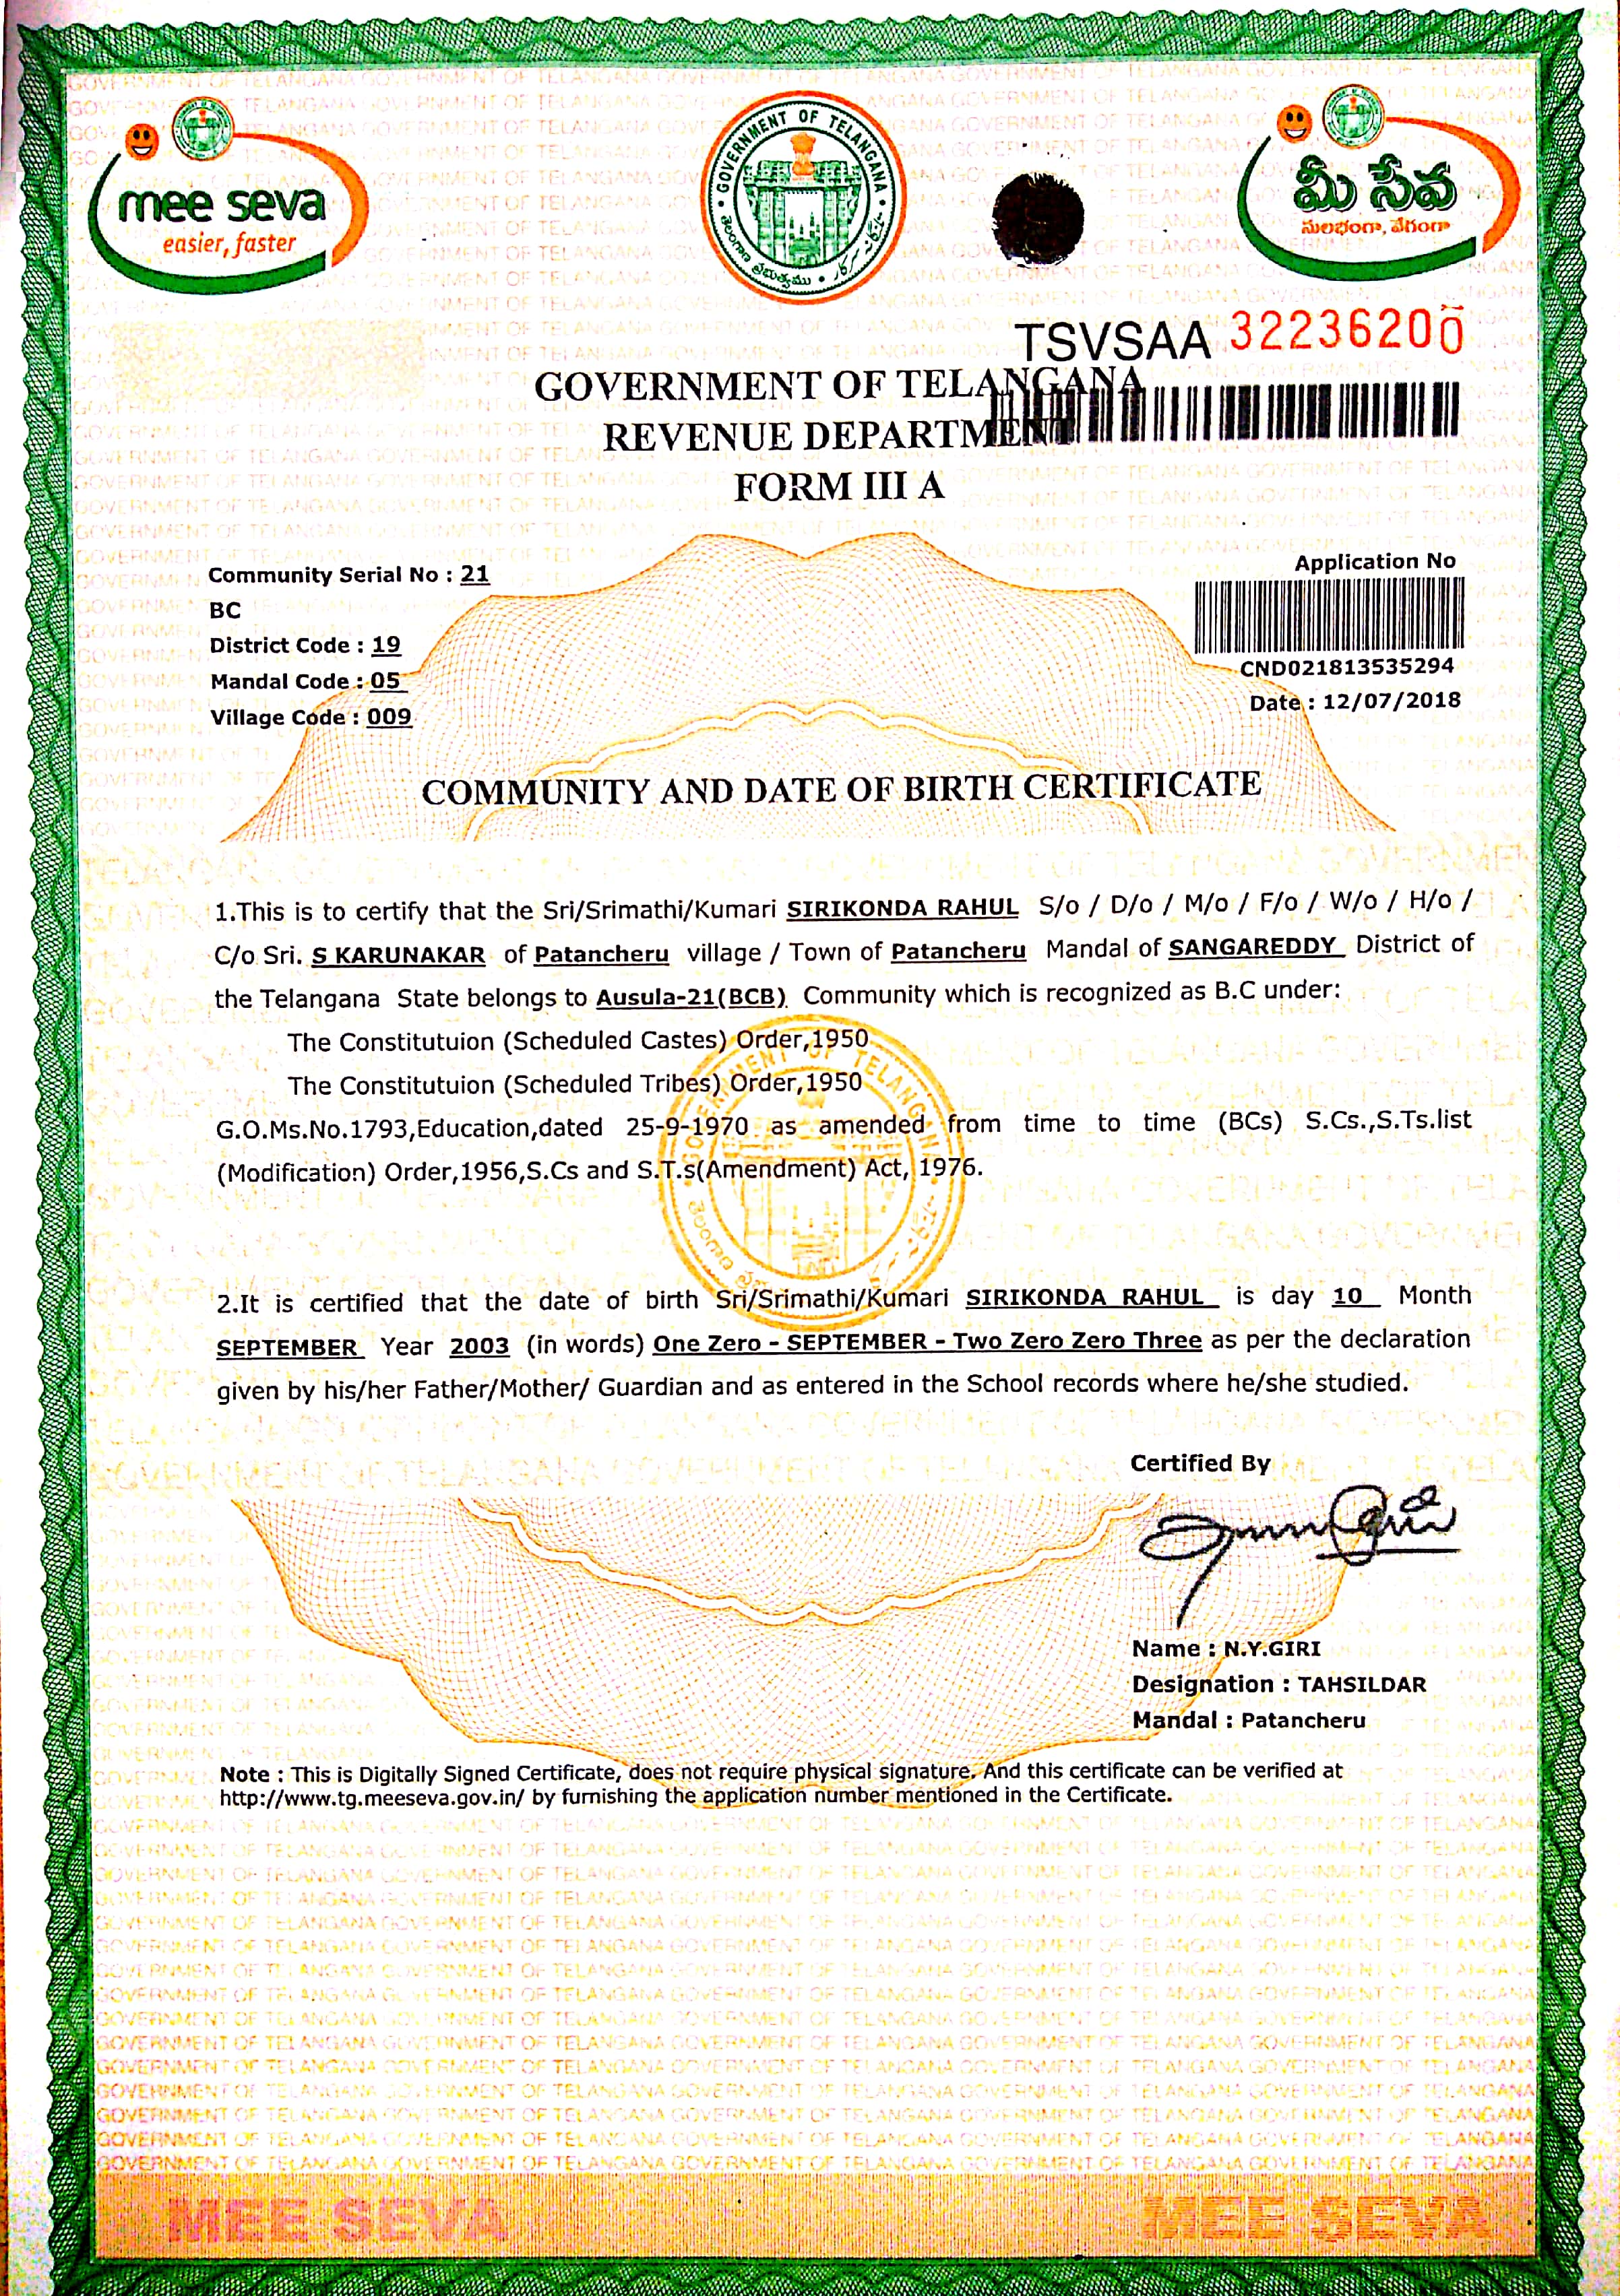 mee seva
easier, faster
GOVERNMENT OF TELANGANA
తెలంగాణ ప్రభుత్వము
మీ సేవ
సులభంగా, వేగంగా
TSVSAA 32236200
GOVERNMENT OF TELANGANA
REVENUE DEPARTMENT
FORM III A
Community Serial No : 21
BC
District Code : 19
Mandal Code : 05
Village Code : 009
Application No
CND021813535294
Date : 12/07/2018
COMMUNITY AND DATE OF BIRTH CERTIFICATE
1.This is to certify that the Sri/Srimathi/Kumari SIRIKONDA RAHUL S/o / D/o / M/o / F/o / W/o / H/o /
C/o Sri. S KARUNAKAR of Patancheru village / Town of Patancheru Mandal of SANGAREDDY District of
the Telangana State belongs to Ausula-21(BCB) Community which is recognized as B.C under:
The Constitutuion (Scheduled Castes) Order,1950
The Constitutuion (Scheduled Tribes) Order,1950
G.O.Ms.No.1793,Education,dated 25-9-1970 as amended from time to time (BCs) S.Cs.,S.Ts.list
(Modification) Order,1956,S.Cs and S.T.s(Amendment) Act, 1976.
2.It is certified that the date of birth Sri/Srimathi/Kumari SIRIKONDA RAHUL is day 10 Month
SEPTEMBER Year 2003 (in words) One Zero - SEPTEMBER - Two Zero Zero Three as per the declaration
given by his/her Father/Mother/ Guardian and as entered in the School records where he/she studied.
Certified By
Name : N.Y.GIRI
Designation : TAHSILDAR
Mandal : Patancheru
Note : This is Digitally Signed Certificate, does not require physical signature. And this certificate can be verified at
http://www.tg.meeseva.gov.in/ by furnishing the application number mentioned in the Certificate.
MEE SEVA
MEE SEVA